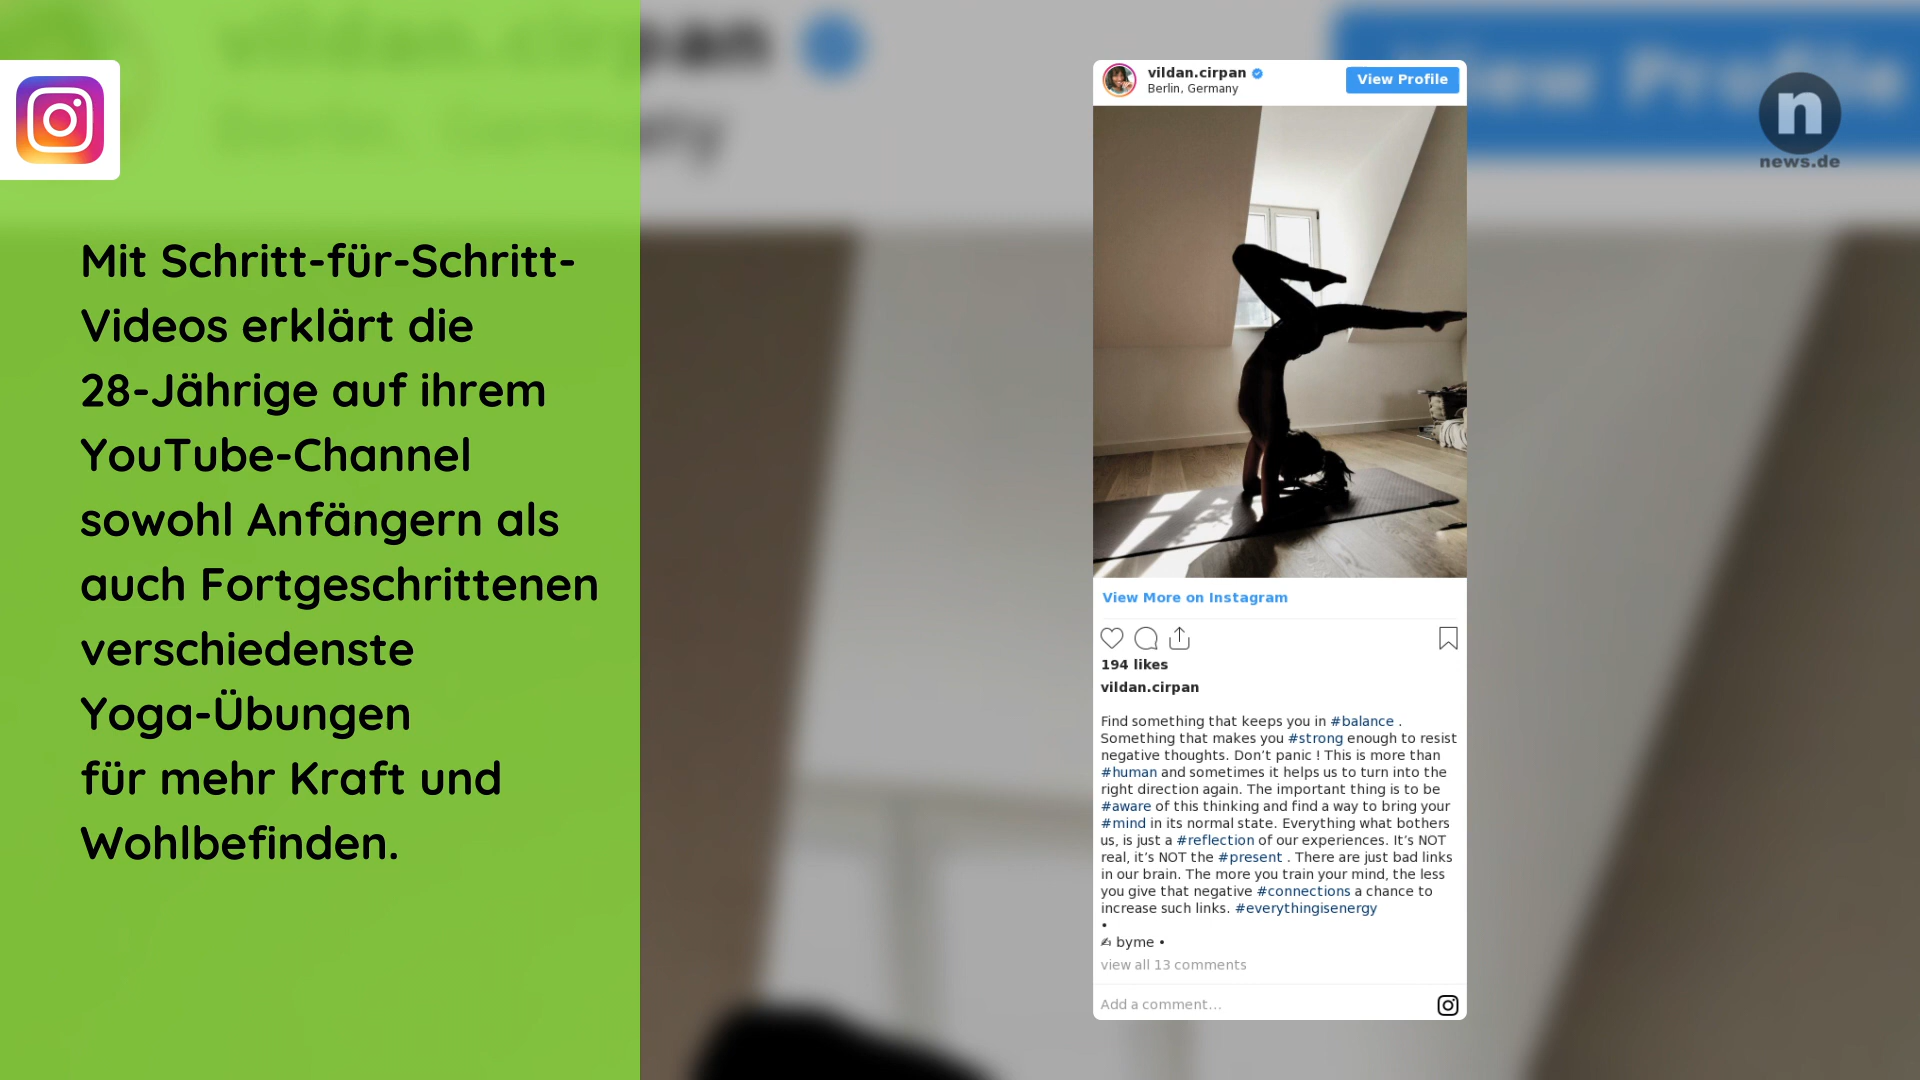 Mit Schritt-für-Schritt-
Videos erklärt die
28-Jährige auf ihrem
YouTube-Channel
sowohl Anfängern als
auch Fortgeschrittenen
verschiedenste
Yoga-Übungen
für mehr Kraft und
Wohlbefinden.
vildan.cirpan
Berlin, Germany
View Profile
vildan.cirpan
Berlin, Germany
View Profile
n
news.de
View More on Instagram
194 likes
vildan.cirpan
Find something that keeps you in #balance .
Something that makes you #strong enough to resist
negative thoughts. Don’t panic ! This is more than
#human and sometimes it helps us to turn into the
right direction again. The important thing is to be
#aware of this thinking and find a way to bring your
#mind in its normal state. Everything what bothers
us, is just a #reflection of our experiences. It’s NOT
real, it’s NOT the #present . There are just bad links
in our brain. The more you train your mind, the less
you give that negative #connections a chance to
increase such links. #everythingisenergy
•
✍ byme •
view all 13 comments
Add a comment...